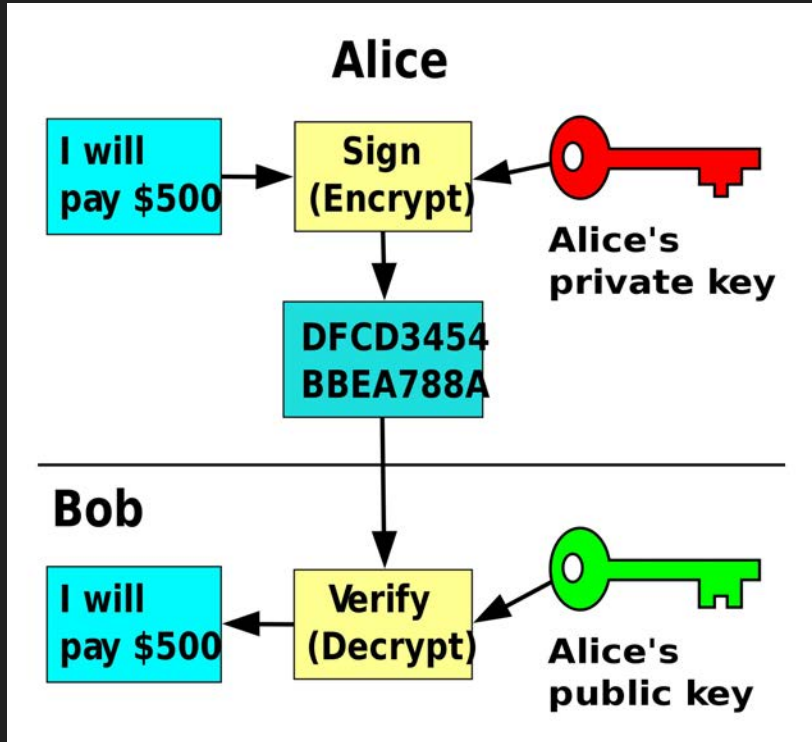 Alice
I will
pay $500
Sign
(Encrypt)
Alice's
private key
DFCD3454
BBEA788A
Bob
I will
pay $500
Verify
(Decrypt)
Alice's
public key